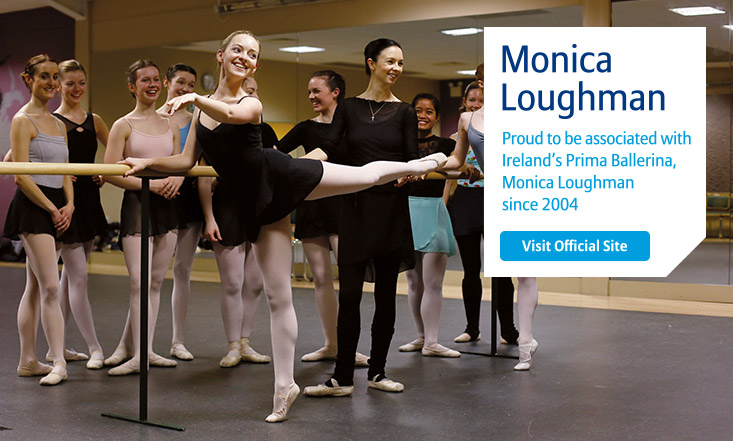 Monica
Loughman
Proud to be associated with
Ireland's Prima Ballerina,
Monica Loughman
since 2004
Visit Official Site